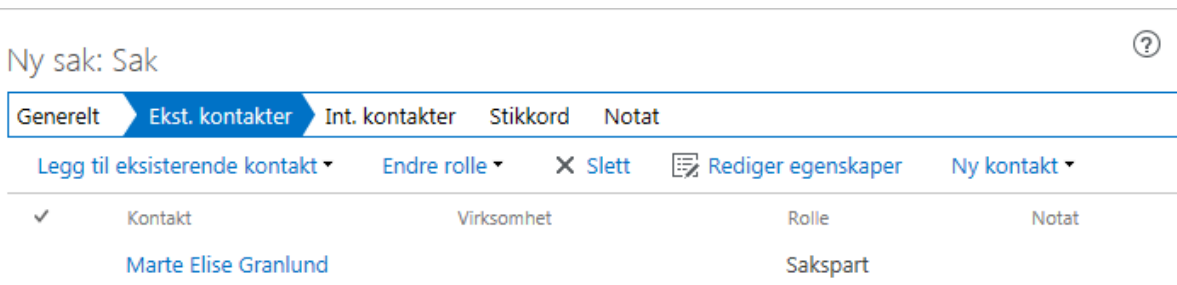 Ny sak: Sak
Generelt Ekst. kontakter Int. kontakter Stikkord Notat
Legg til eksisterende kontakt Endre rolle Slett Rediger egenskaper Ny kontakt
Kontakt Virksomhet Rolle Notat
Marte Elise Granlund Sakspart